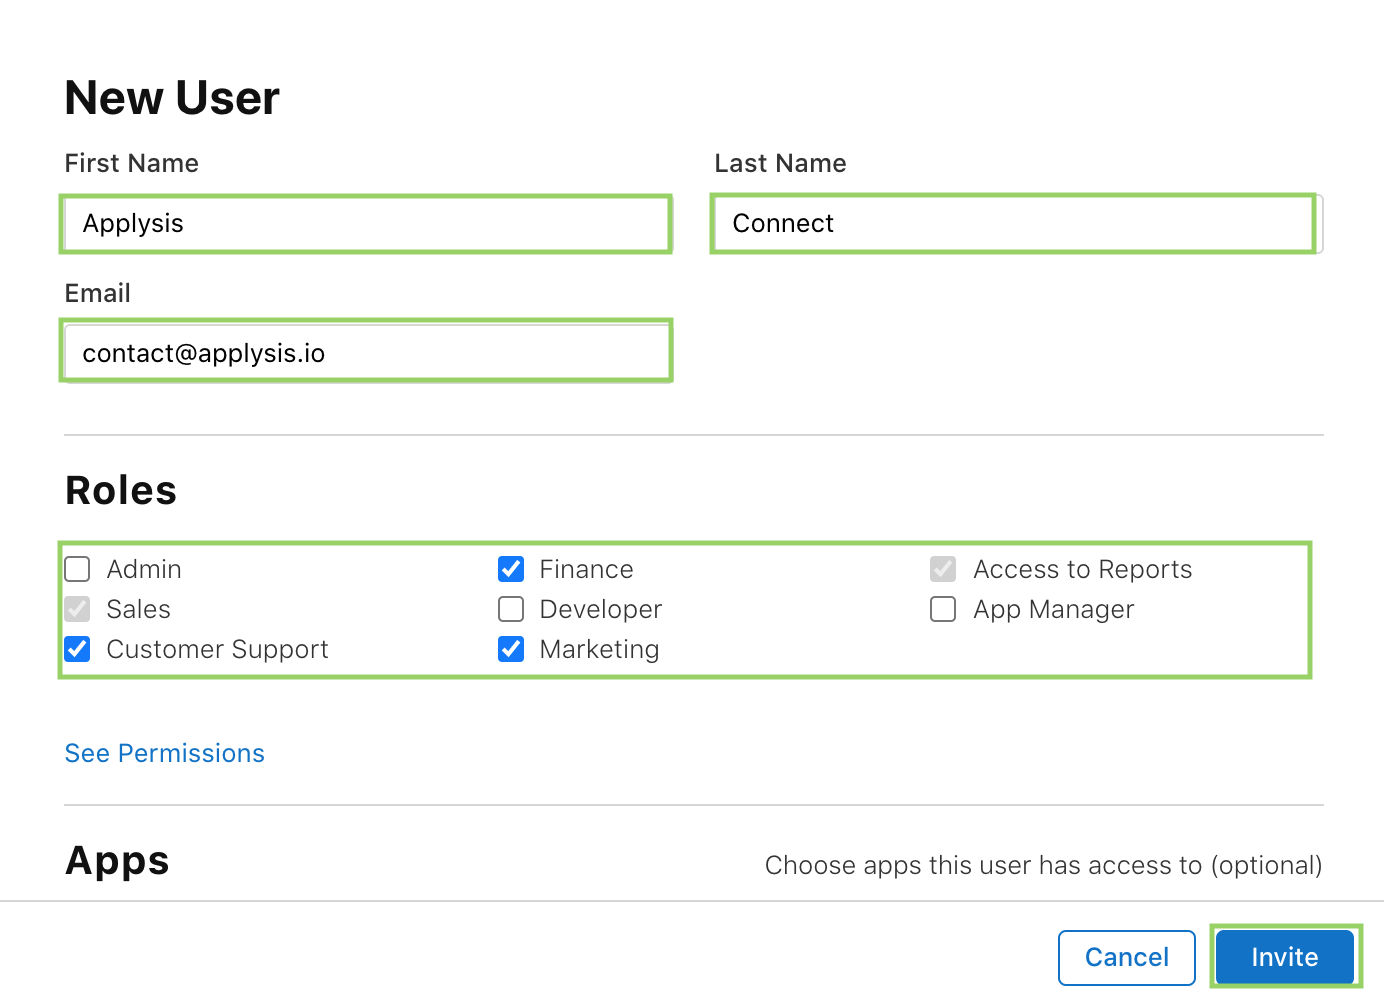 New User
First Name
Last Name
Applysis
Connect
Email
contact@applysis.io
Roles
Admin
Finance
Access to Reports
Sales
Developer
App Manager
Customer Support
Marketing
See Permissions
Apps
Choose apps this user has access to (optional)
Cancel
Invite